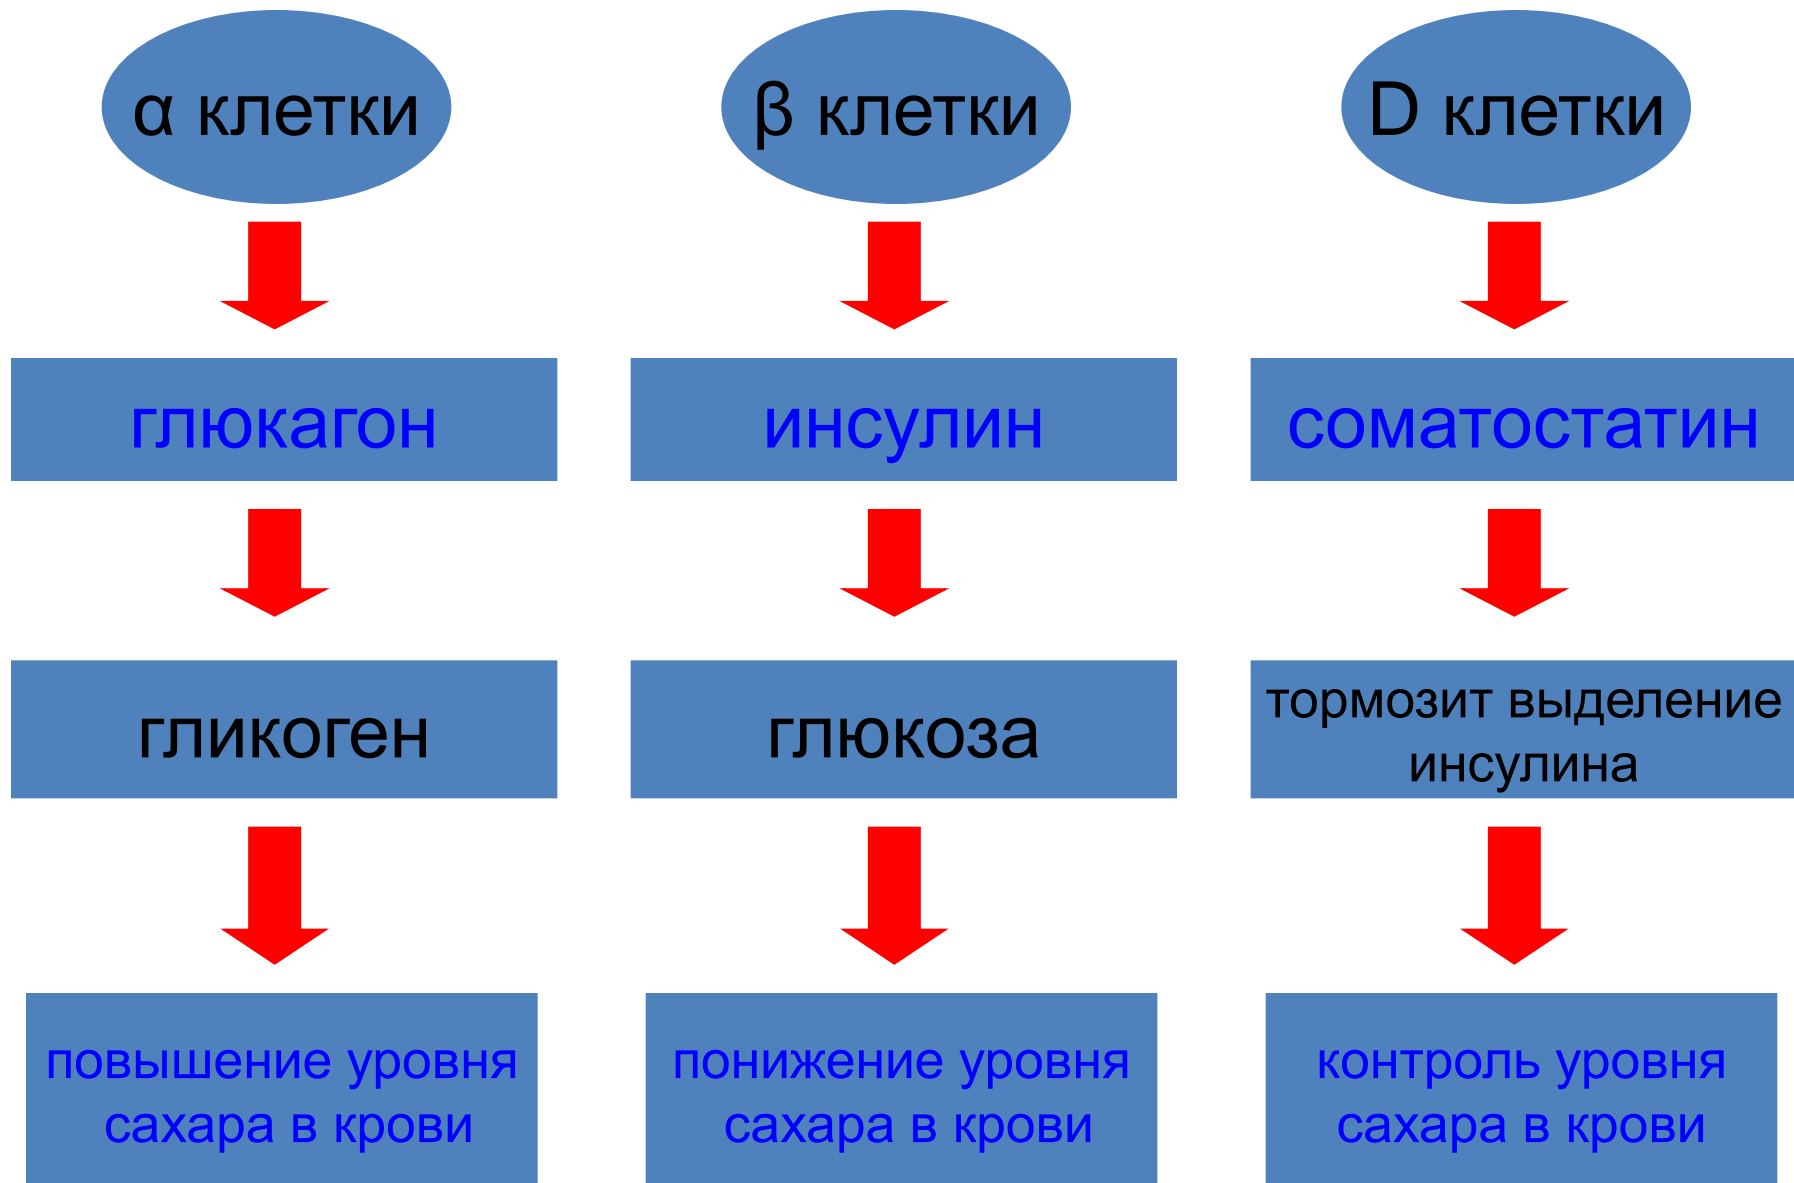 α клетки
β клетки
D клетки
глюкагон
инсулин
соматостатин
гликоген
глюкоза
тормозит выделение
инсулина
повышение уровня
сахара в крови
понижение уровня
сахара в крови
контроль уровня
сахара в крови